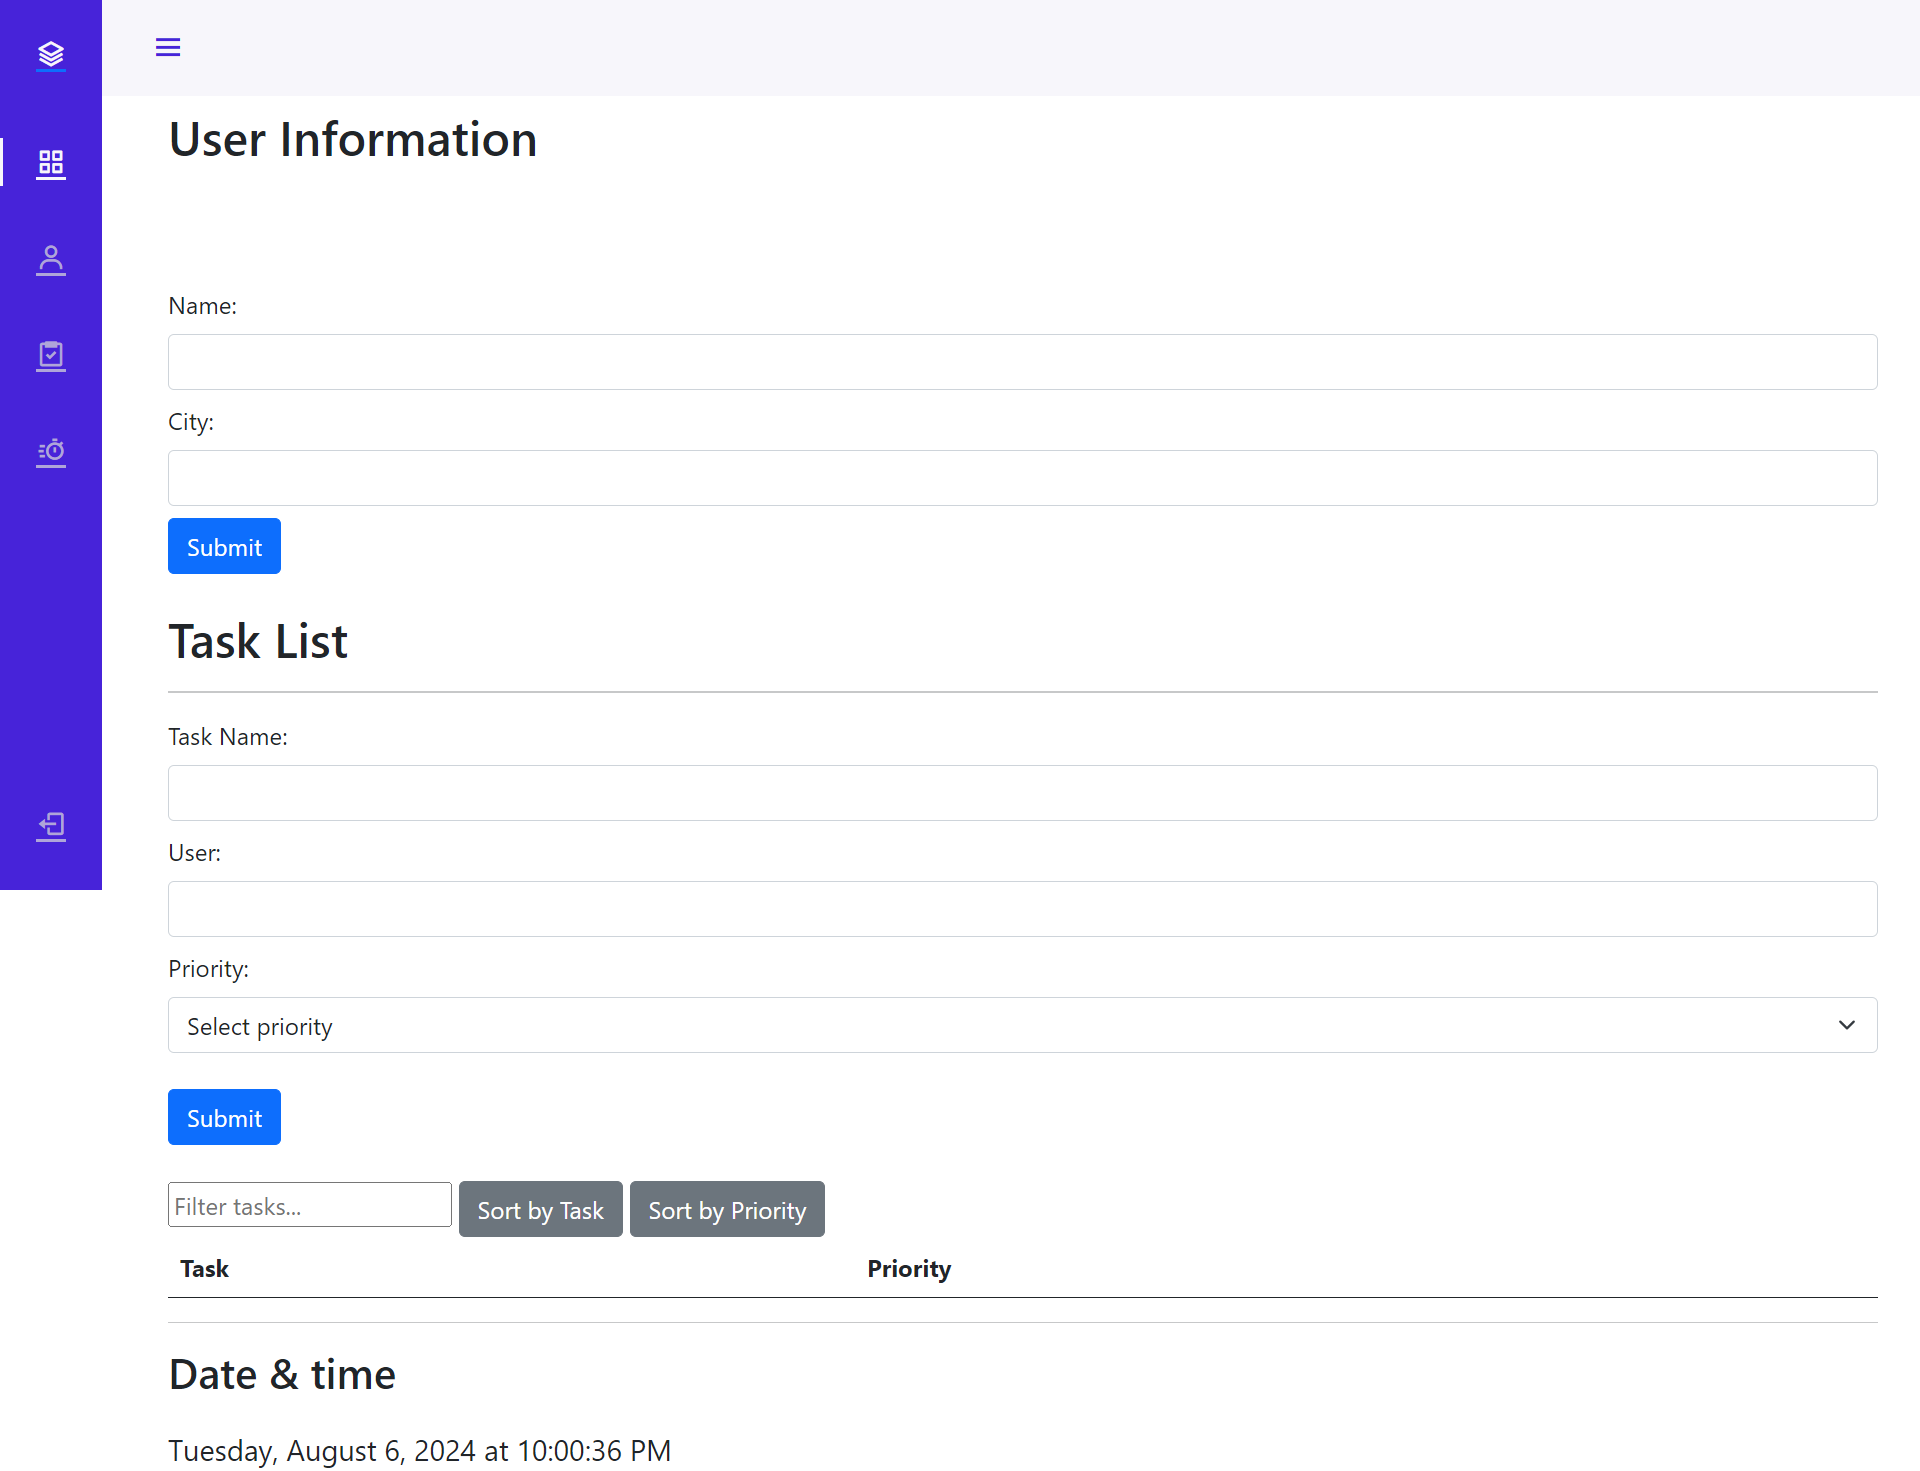 User Information
Name:
City:
Submit
Task List
Task Name:
User:
Priority:
Select priority
Submit
Filter tasks... Sort by Task Sort by Priority
Task Priority
Date & time
Tuesday, August 6, 2024 at 10:00:36 PM